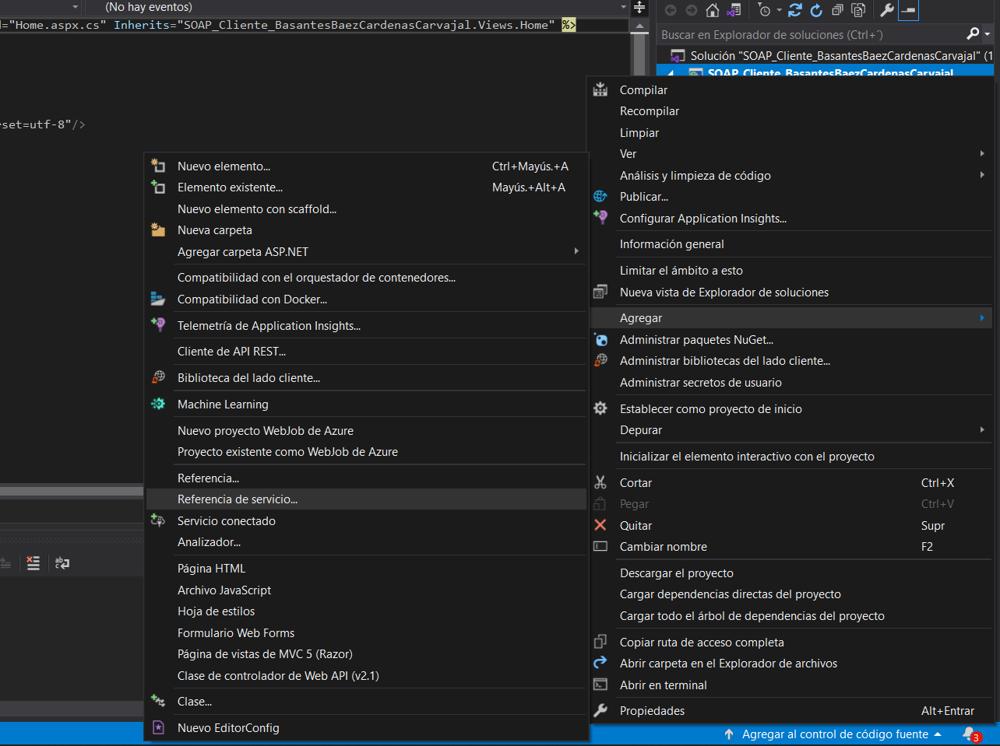 (No hay eventos)
d="Home.aspx.cs" Inherits="SOAP_Cliente_BasantesBaezCardenasCarvajal.Views.Home" %>
rset=utf-8"/>
Buscar en Explorador de soluciones (Ctrl+´)
Solución "SOAP_Cliente_BasantesBaezCardenasCarvajal" (1
SOAP_Cliente_BasantesBaezCardenasCarvajal
Compilar
Recompilar
Limpiar
Ver
Análisis y limpieza de código
Publicar...
Configurar Application Insights...
Información general
Limitar el ámbito a esto
Nueva vista de Explorador de soluciones
Agregar
Administrar paquetes NuGet...
Administrar bibliotecas del lado cliente...
Administrar secretos de usuario
Establecer como proyecto de inicio
Depurar
Inicializar el elemento interactivo con el proyecto
Cortar Ctrl+X
Pegar Ctrl+V
Quitar Supr
Cambiar nombre F2
Descargar el proyecto
Cargar dependencias directas del proyecto
Cargar todo el árbol de dependencias del proyecto
Copiar ruta de acceso completa
Abrir carpeta en el Explorador de archivos
Abrir en terminal
Propiedades Alt+Entrar
Nuevo elemento... Ctrl+Mayús.+A
Elemento existente... Mayús.+Alt+A
Nuevo elemento con scaffold...
Nueva carpeta
Agregar carpeta ASP.NET
Compatibilidad con el orquestador de contenedores...
Compatibilidad con Docker...
Telemetría de Application Insights...
Cliente de API REST...
Biblioteca del lado cliente...
Machine Learning
Nuevo proyecto WebJob de Azure
Proyecto existente como WebJob de Azure
Referencia...
Referencia de servicio...
Servicio conectado
Analizador...
Página HTML
Archivo JavaScript
Hoja de estilos
Formulario Web Forms
Página de vistas de MVC 5 (Razor)
Clase de controlador de Web API (v2.1)
Clase...
Nuevo EditorConfig
Agregar al control de código fuente
3